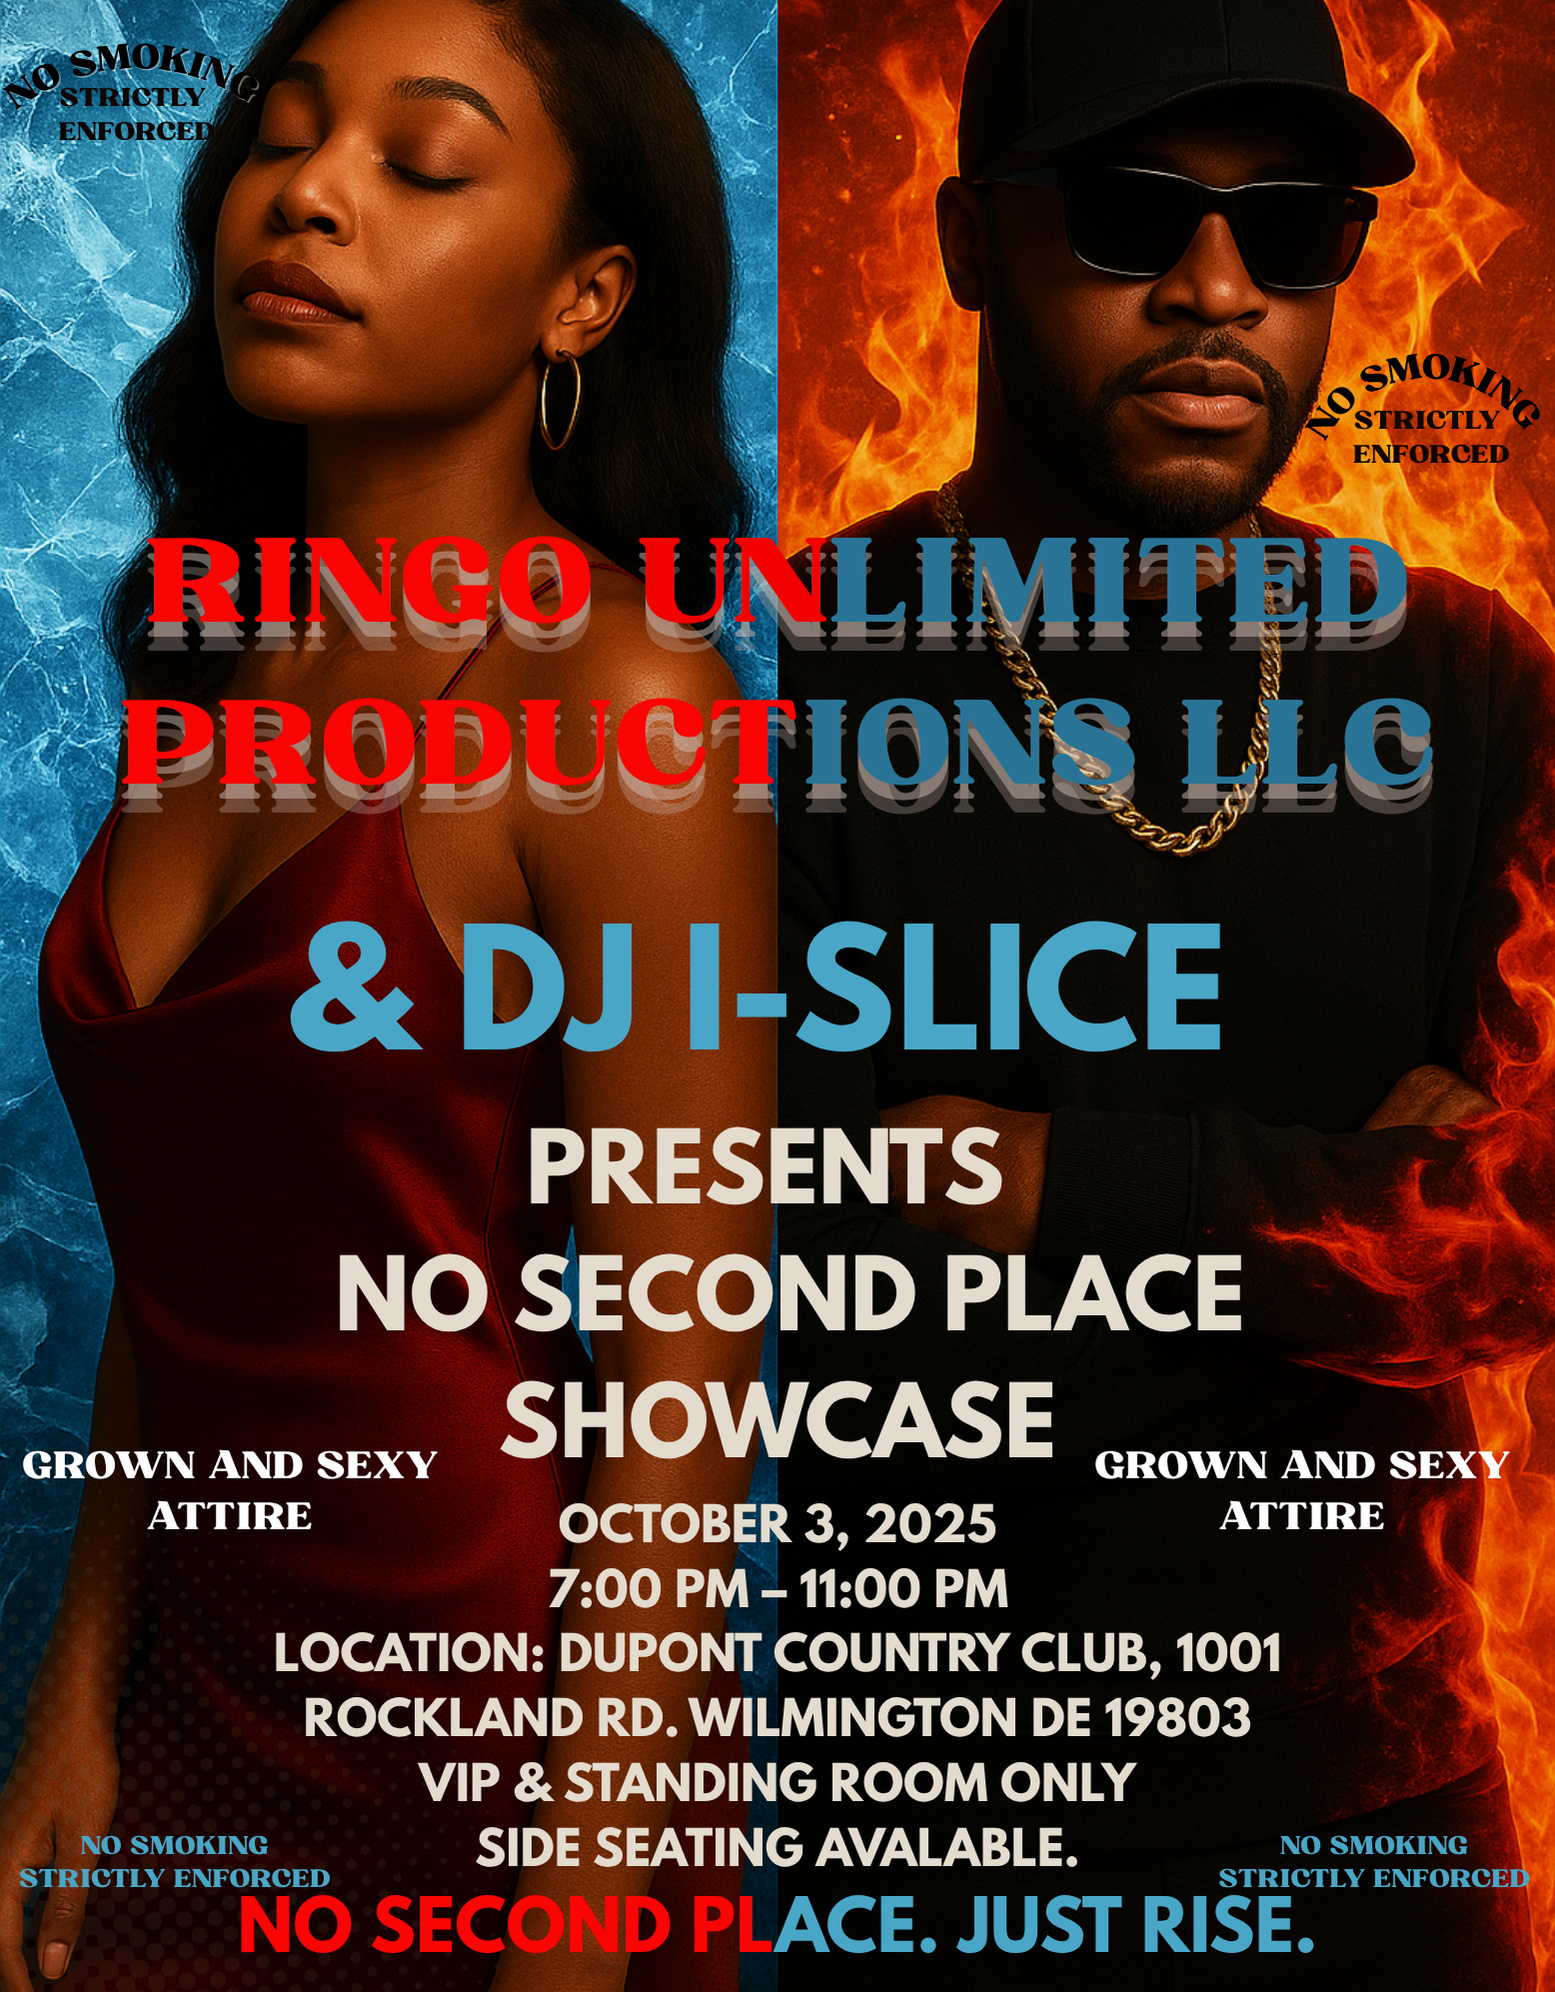 NO SMOKING
STRICTLY
ENFORCED
NO SMOKING
STRICTLY
ENFORCED
RINGO UNLIMITED
PRODUCTIONS LLC
& DJ I-SLICE
PRESENTS
NO SECOND PLACE
SHOWCASE
GROWN AND SEXY
ATTIRE
GROWN AND SEXY
ATTIRE
OCTOBER 3, 2025
7:00 PM – 11:00 PM
LOCATION: DUPONT COUNTRY CLUB, 1001
ROCKLAND RD. WILMINGTON DE 19803
VIP & STANDING ROOM ONLY
SIDE SEATING AVALABLE.
NO SMOKING
STRICTLY ENFORCED
NO SMOKING
STRICTLY ENFORCED
NO SECOND PLACE. JUST RISE.